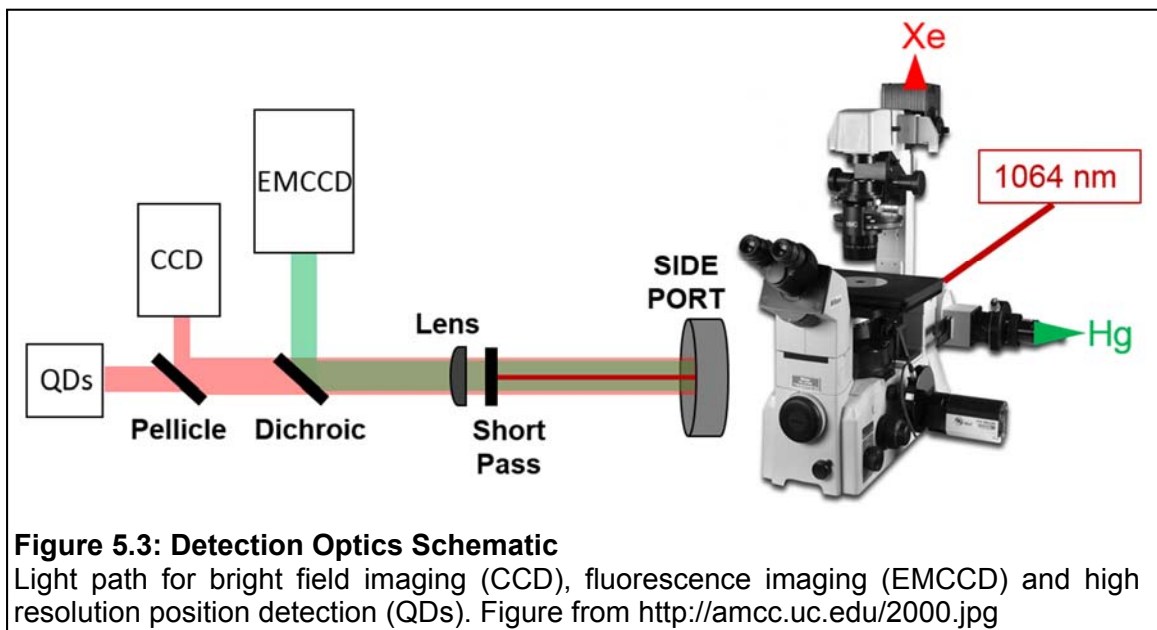 Xe
EMCCD
1064 nm
CCD
SIDE
PORT
Lens
Hg
QDs
Pellicle
Dichroic
Short
Pass
Figure 5.3: Detection Optics Schematic
Light path for bright field imaging (CCD), fluorescence imaging (EMCCD) and high
resolution position detection (QDs). Figure from http://amcc.uc.edu/2000.jpg